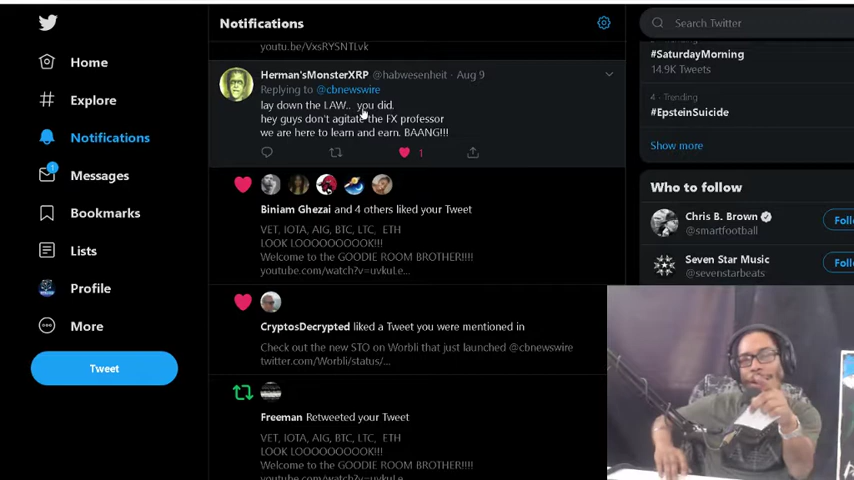 Notifications
Search Twitter
youtu.be/VxsRYSNTLvk
Home
Explore
Notifications
1
Messages
Bookmarks
Lists
Profile
More
Tweet
Herman'sMonsterXRP @habwesenheit · Aug 9
Replying to @cbnewswire
lay down the LAW.. you did.
hey guys don't agitate the FX professor
we are here to learn and earn. BAANG!!!
1
Biniam Ghezai and 4 others liked your Tweet
VET, IOTA, AIG, BTC, LTC, ETH
LOOK LOOOOOOOOOK!!!
Welcome to the GOODIE ROOM BROTHER!!!!
youtube.com/watch?v=uvkuLe...
CryptosDecrypted liked a Tweet you were mentioned in
Check out the new STO on Worbli that just launched @cbnewswire
twitter.com/Worbli/status/...
Freeman Retweeted your Tweet
VET, IOTA, AIG, BTC, LTC, ETH
LOOK LOOOOOOOOOK!!!
Welcome to the GOODIE ROOM BROTHER!!!!
#SaturdayMorning
14.9K Tweets
4 · Trending
#EpsteinSuicide
Show more
Who to follow
Chris B. Brown
@smartfootball
Foll
Seven Star Music
@sevenstarbeats
Foll